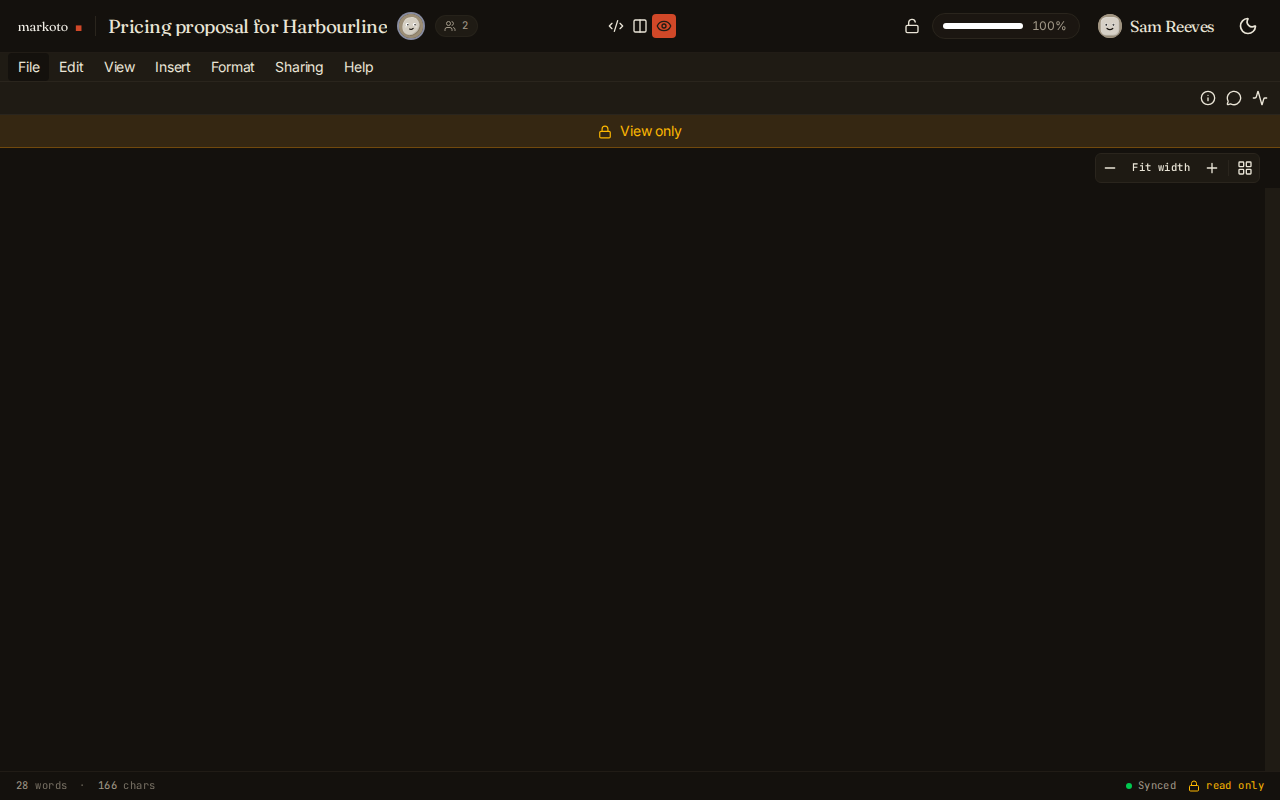 markoto
Pricing proposal for Harbourline
2
100%
Sam Reeves
File Edit View Insert Format Sharing Help
View only
Fit width
28 words · 166 chars
Synced
read only